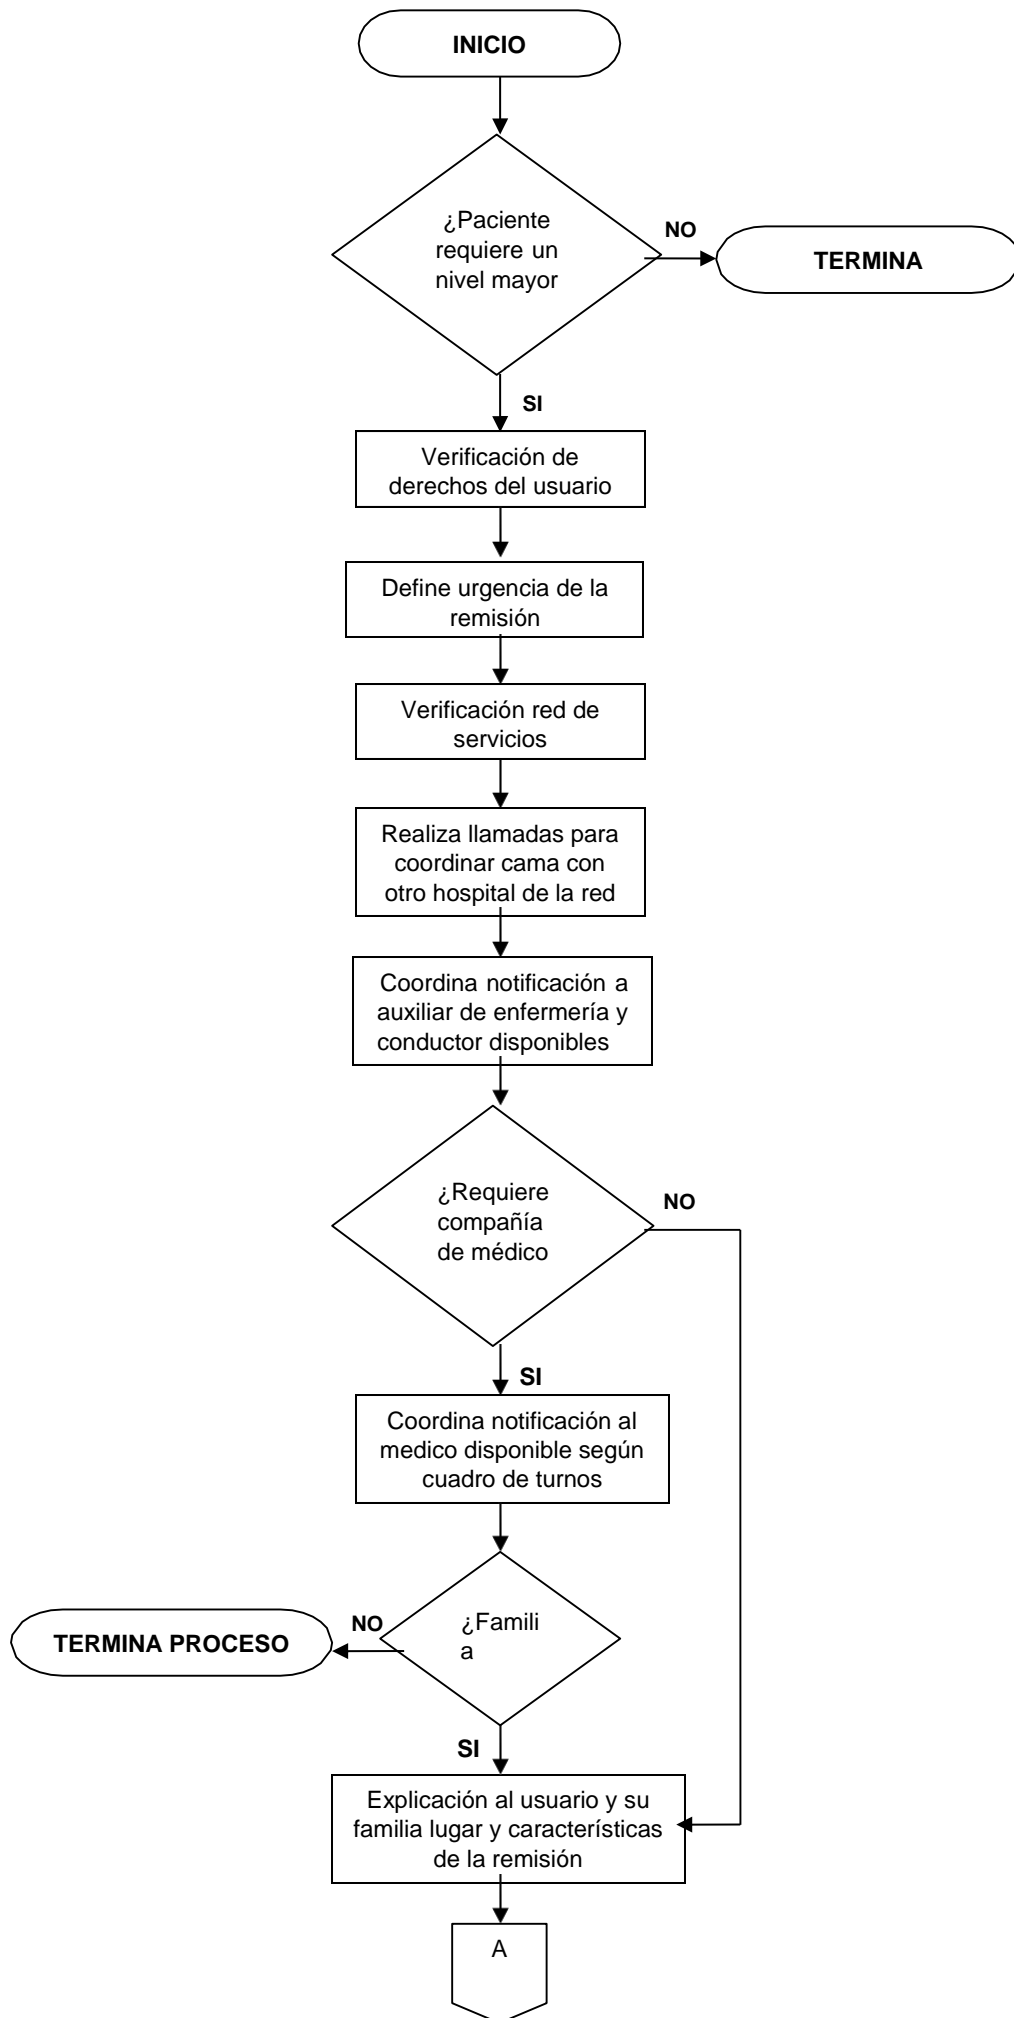 INICIO
¿Paciente
requiere un
nivel mayor
NO
TERMINA
SI
Verificación de
derechos del usuario
Define urgencia de la
remisión
Verificación red de
servicios
Realiza llamadas para
coordinar cama con
otro hospital de la red
Coordina notificación a
auxiliar de enfermería y
conductor disponibles
¿Requiere
compañía
de médico
NO
SI
Coordina notificación al
medico disponible según
cuadro de turnos
¿Famili
a
NO
TERMINA PROCESO
SI
Explicación al usuario y su
familia lugar y características
de la remisión
A